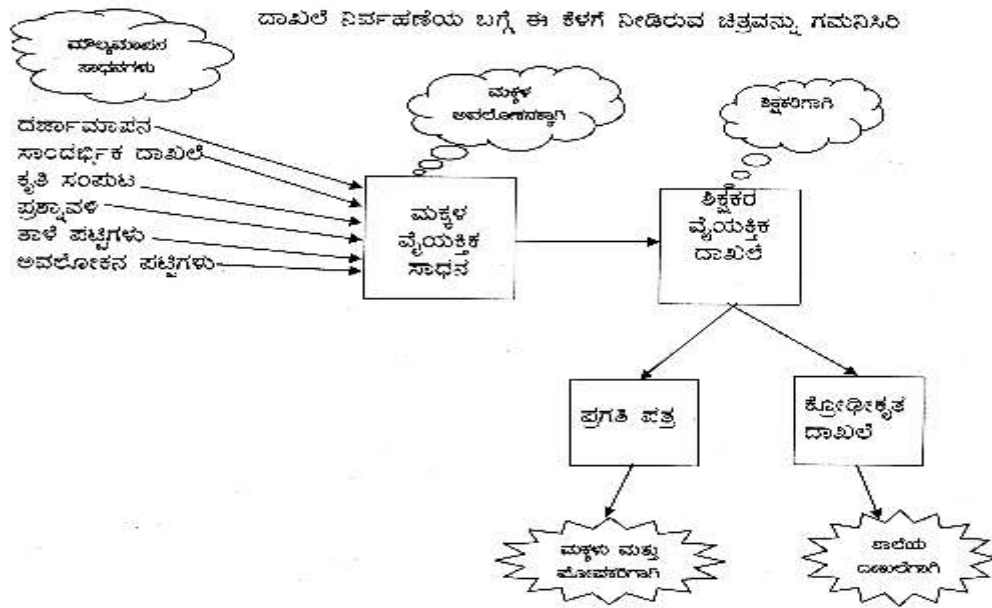 ದಾಖಲೆ ನಿರ್ವಹಣೆಯ ಬಗ್ಗೆ ಈ ಕೆಳಗೆ ನೀಡಿರುವ ಚಿತ್ರವನ್ನು ಗಮನಿಸಿರಿ
ಮೌಲ್ಯಮಾಪನ
ಸಾಧನಗಳು
ಮಕ್ಕಳ
ಅವಲೋಕನಕ್ಕಾಗಿ
ಶಿಕ್ಷಕರಿಗಾಗಿ
ದರ್ಜಾಮಾಪನ
ಸಾಂದರ್ಭಿಕ ದಾಖಲೆ
ಕೃತಿ ಸಂಪುಟ
ಪ್ರಶ್ನಾವಳಿ
ತಾಳೆ ಪಟ್ಟಿಗಳು
ಅವಲೋಕನ ಪಟ್ಟಿಗಳು
ಮಕ್ಕಳ
ವೈಯಕ್ತಿಕ
ಸಾಧನ
ಶಿಕ್ಷಕರ
ವೈಯಕ್ತಿಕ
ದಾಖಲೆ
ಪ್ರಗತಿ ಪತ್ರ
ಕ್ರೋಢೀಕೃತ
ದಾಖಲೆ
ಮಕ್ಕಳು ಮತ್ತು
ಪೋಷಕರಿಗಾಗಿ
ಶಾಲೆಯ
ದಾಖಲೆಗಾಗಿ